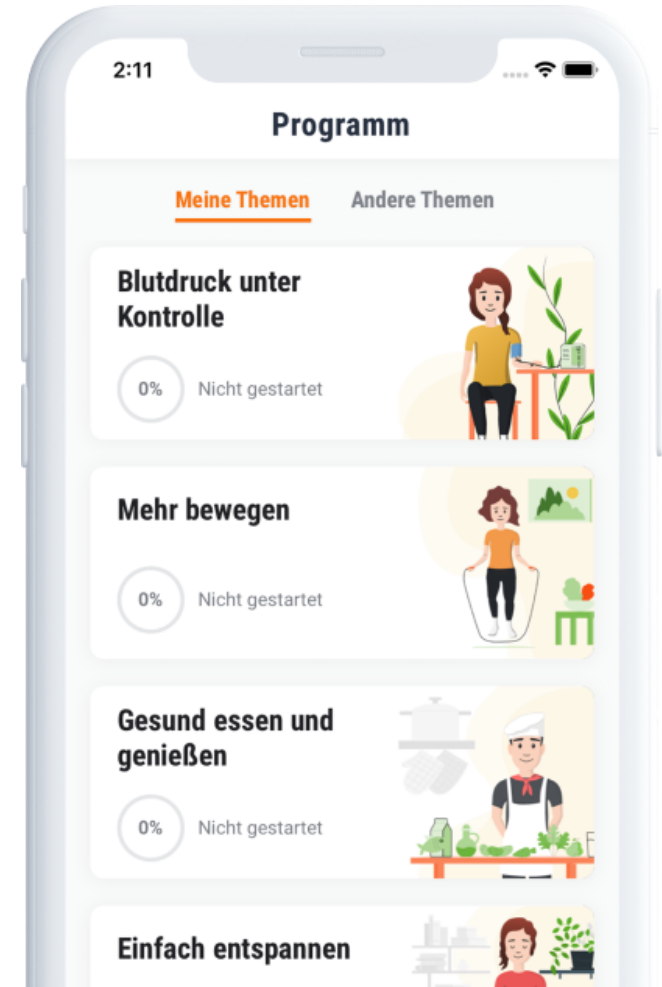 2:11
Programm
Meine Themen
Andere Themen
Blutdruck unter
Kontrolle
0%
Nicht gestartet
Mehr bewegen
0%
Nicht gestartet
Gesund essen und
genießen
0%
Nicht gestartet
Einfach entspannen